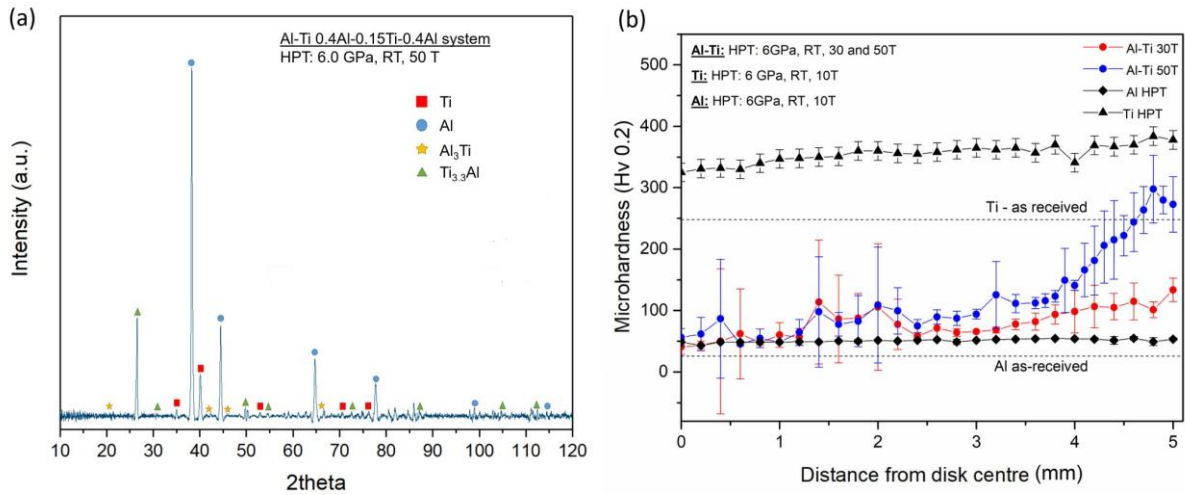 (a)
Al-Ti 0.4Al-0.15Ti-0.4Al system
HPT: 6.0 GPa, RT, 50 T
Ti
Al
Al₃Ti
Ti₃.₃Al
Intensity (a.u.)
10 20 30 40 50 60 70 80 90 100 110 120
2theta
(b)
Al-Ti: HPT: 6GPa, RT, 30 and 50T
Ti: HPT: 6 GPa, RT, 10T
Al: HPT: 6GPa, RT, 10T
Al-Ti 30T
Al-Ti 50T
Al HPT
Ti HPT
Ti - as received
Al as-received
Microhardness (Hv 0.2)
500
400
300
200
100
0
0 1 2 3 4 5
Distance from disk centre (mm)